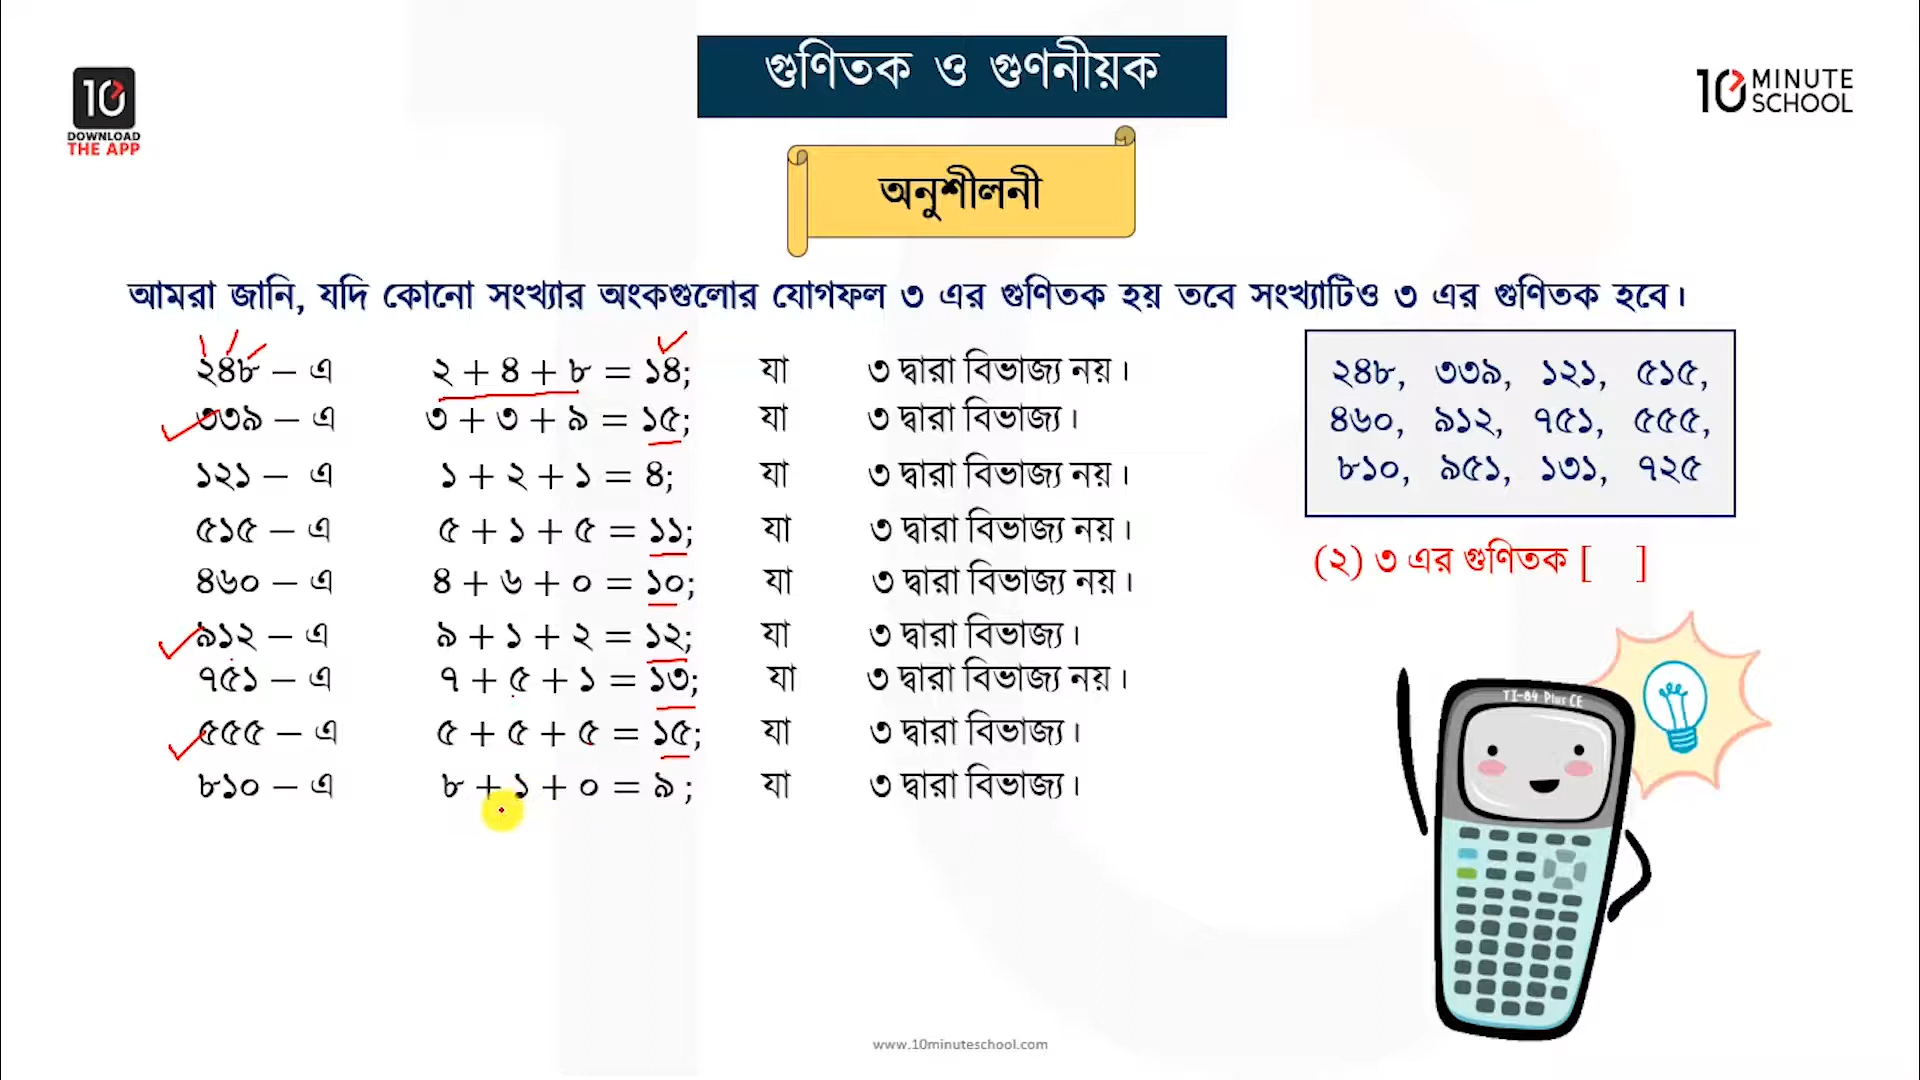 গুণিতক ও গুণনীয়ক
10 MINUTE SCHOOL
10
DOWNLOAD
THE APP
অনুশীলনী
আমরা জানি, যদি কোনো সংখ্যার অংকগুলোর যোগফল ৩ এর গুণিতক হয় তবে সংখ্যাটিও ৩ এর গুণিতক হবে।
২৪৮ – এ ২ + ৪ + ৮ = ১৪; যা ৩ দ্বারা বিভাজ্য নয়।
৩৩৯ – এ ৩ + ৩ + ৯ = ১৫; যা ৩ দ্বারা বিভাজ্য।
১২১ – এ ১ + ২ + ১ = ৪; যা ৩ দ্বারা বিভাজ্য নয়।
৫১৫ – এ ৫ + ১ + ৫ = ১১; যা ৩ দ্বারা বিভাজ্য নয়।
৪৬০ – এ ৪ + ৬ + ০ = ১০; যা ৩ দ্বারা বিভাজ্য নয়।
৯১২ – এ ৯ + ১ + ২ = ১২; যা ৩ দ্বারা বিভাজ্য।
৭৫১ – এ ৭ + ৫ + ১ = ১৩; যা ৩ দ্বারা বিভাজ্য নয়।
৫৫৫ – এ ৫ + ৫ + ৫ = ১৫; যা ৩ দ্বারা বিভাজ্য।
৮১০ – এ ৮ + ১ + ০ = ৯ ; যা ৩ দ্বারা বিভাজ্য।
২৪৮, ৩৩৯, ১২১, ৫১৫,
৪৬০, ৯১২, ৭৫১, ৫৫৫,
৮১০, ৯৫১, ১৩১, ৭২৫
(২) ৩ এর গুণিতক [ ]
TI-84 Plus CE
www.10minuteschool.com